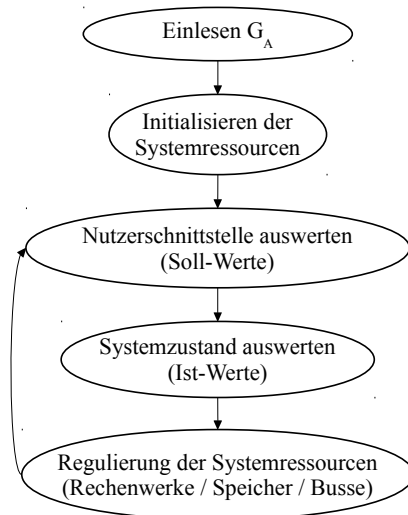 Einlesen G_A
Initialisieren der
Systemressourcen
Nutzerschnittstelle auswerten
(Soll-Werte)
Systemzustand auswerten
(Ist-Werte)
Regulierung der Systemressourcen
(Rechenwerke / Speicher / Busse)